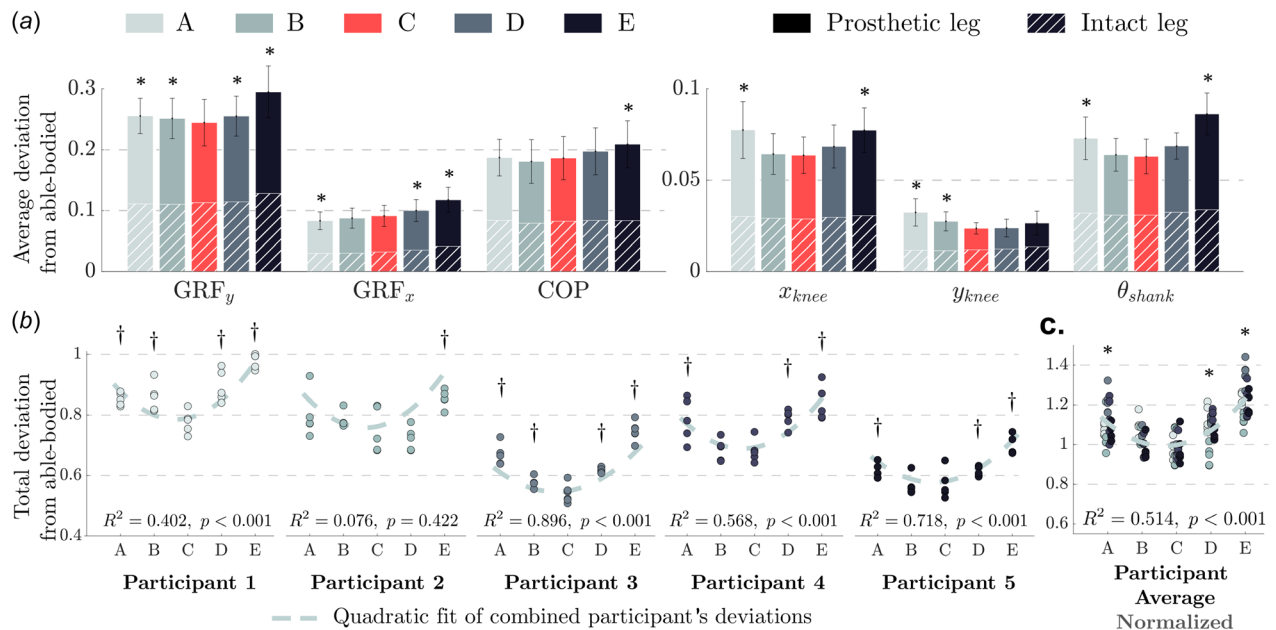 (a) A B C D E Prosthetic leg Intact leg
Average deviation
from able-bodied
0.3
0.2
0.1
0
* * * *
* * *
*
GRFy GRFx COP
0.1
0.05
0
* *
* *
* *
xknee yknee θshank
(b)
Total deviation
from able-bodied
1
0.8
0.6
0.4
† † † †
R² = 0.402, p < 0.001
A B C D E
Participant 1
†
R² = 0.076, p = 0.422
A B C D E
Participant 2
† † † †
R² = 0.896, p < 0.001
A B C D E
Participant 3
† † †
R² = 0.568, p < 0.001
A B C D E
Participant 4
† † †
R² = 0.718, p < 0.001
A B C D E
Participant 5
Quadratic fit of combined participant's deviations
c.
1.4
1.2
1
0.8
0.6
* * *
R² = 0.514, p < 0.001
A B C D E
Participant
Average
Normalized